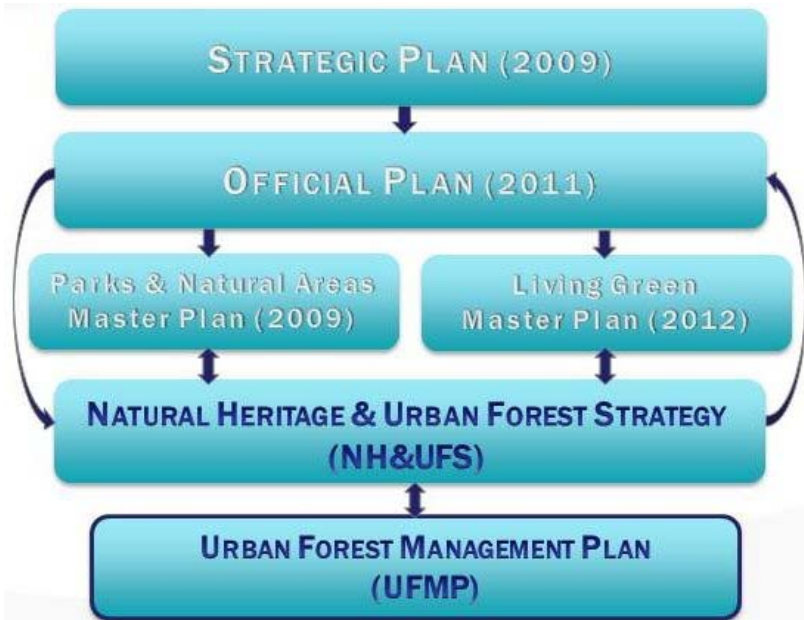 STRATEGIC PLAN (2009)
OFFICIAL PLAN (2011)
Parks & Natural Areas
Master Plan (2009)
Living Green
Master Plan (2012)
NATURAL HERITAGE & URBAN FOREST STRATEGY
(NH&UFS)
URBAN FOREST MANAGEMENT PLAN
(UFMP)